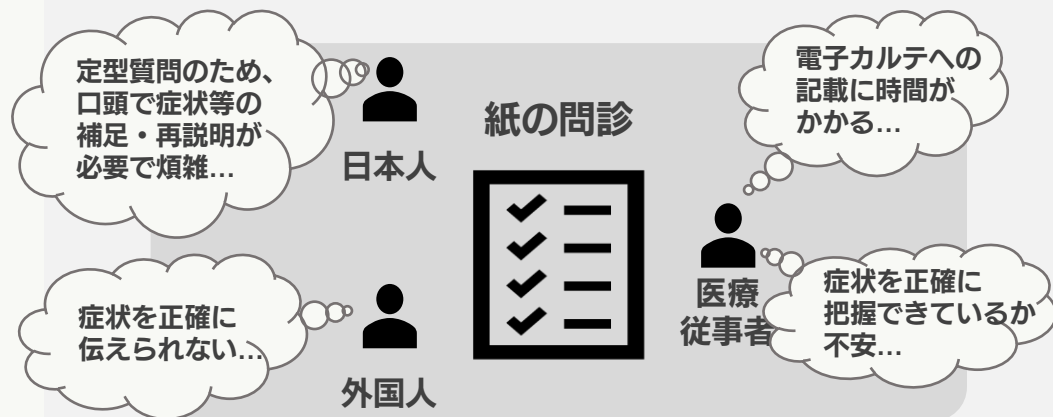 定型質問のため、
口頭で症状等の
補足・再説明が
必要で煩雑…
日本人
紙の問診
電子カルテへの
記載に時間が
かかる…
症状を正確に
伝えられない…
外国人
医療
従事者
症状を正確に
把握できているか
不安…